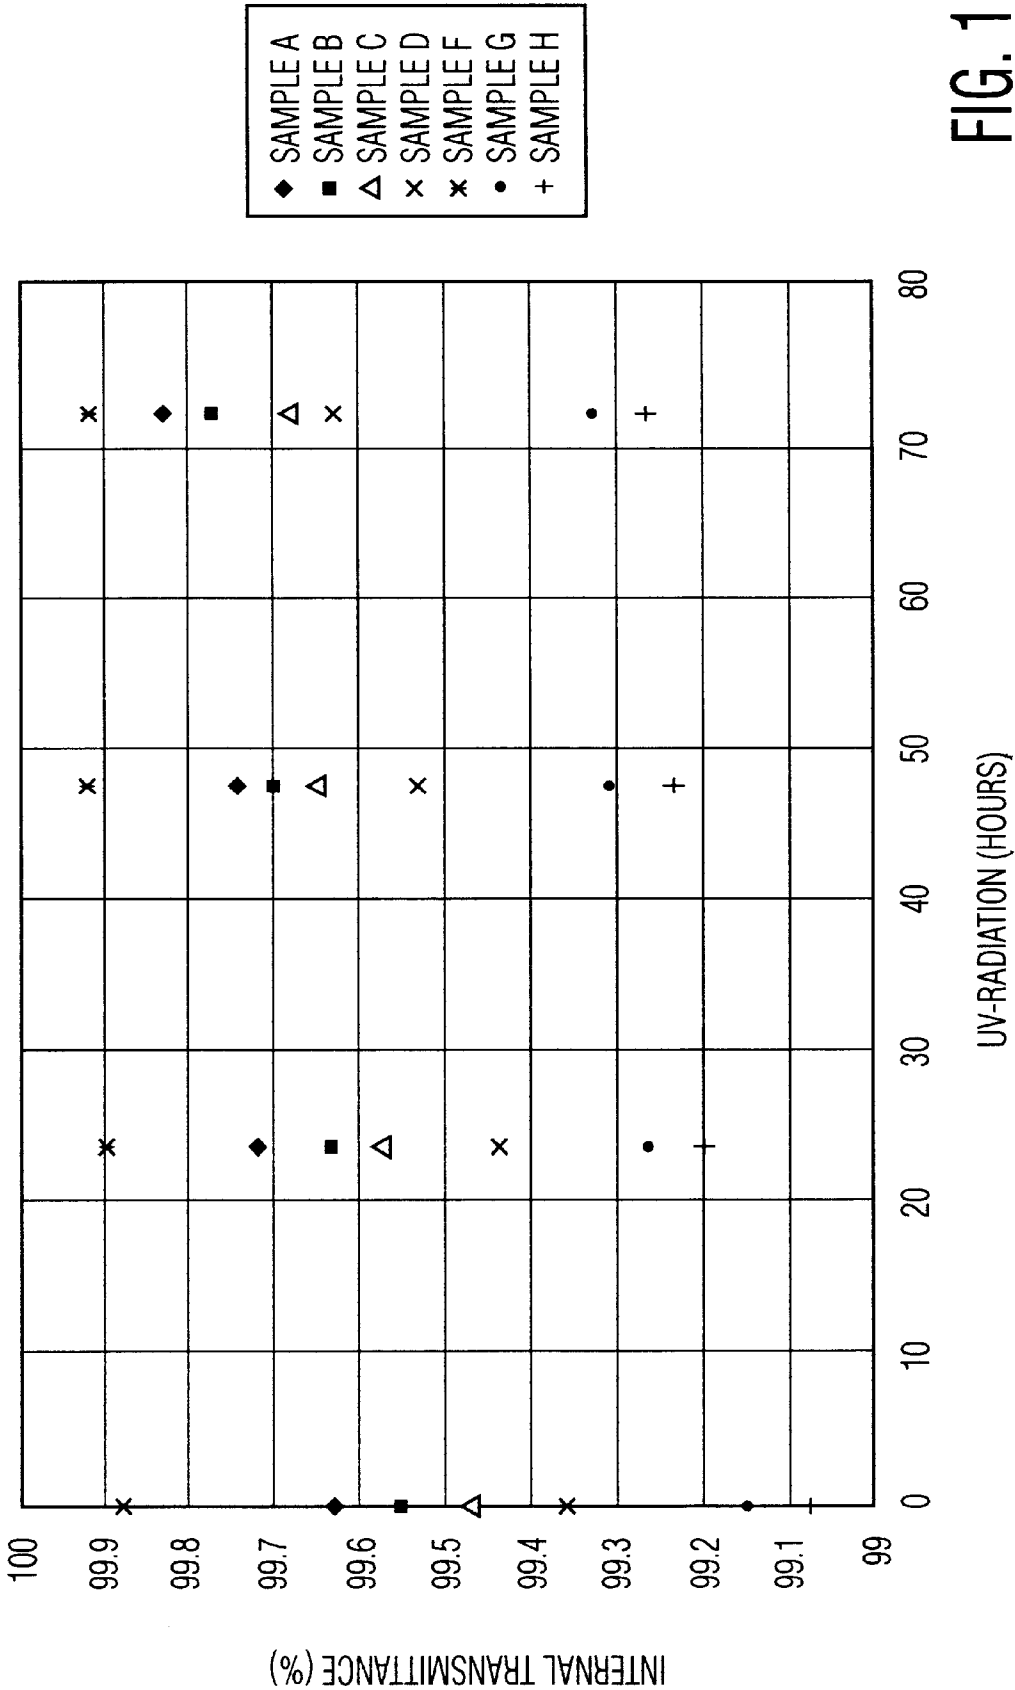 100
99.9
99.8
99.7
99.6
99.5
99.4
99.3
99.2
99.1
99
INTERNAL TRANSMITTANCE (%)
0
10
20
30
40
50
60
70
80
UV-RADIATION (HOURS)
SAMPLE A
SAMPLE B
SAMPLE C
SAMPLE D
SAMPLE F
SAMPLE G
SAMPLE H
FIG. 1